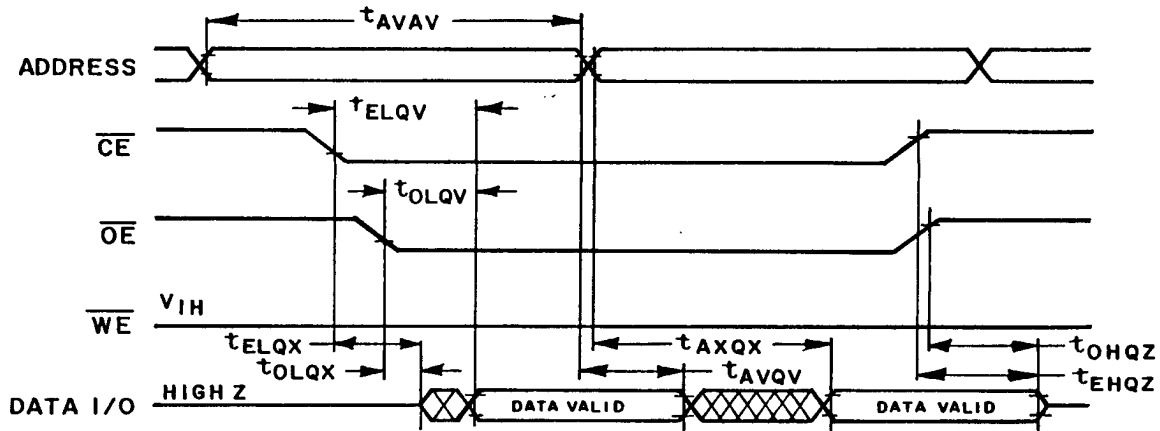 tAVAV
ADDRESS
tELQV
CE
tOLQV
OE
VIH
WE
tELQX
tAXQX
tOHQZ
tOLQX
tAVQV
tEHQZ
DATA I/O
HIGH Z
DATA VALID
DATA VALID